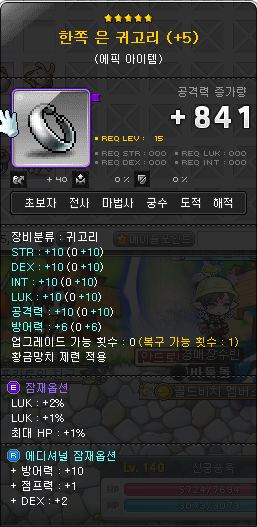 한쪽 은 귀고리 (+5)
(에픽 아이템)
공격력 증가량
+841
REQ LEV : 15
REQ STR : 000 REQ LUK : 000
REQ DEX : 000 REQ INT : 000
+ 40 0 % 0 %
초보자 전사 마법사 궁수 도적 해적
장비분류 : 귀고리
STR : +10 (0 +10)
DEX : +10 (0 +10)
INT : +10 (0 +10)
LUK : +10 (0 +10)
공격력 : +10 (0 +10)
방어력 : +6 (0 +6)
업그레이드 가능 횟수 : 0 (복구 가능 횟수 : 1)
황금망치 제련 적용
E 잠재옵션
LUK : +2%
LUK : +1%
최대 HP : +1%
에디셔널 잠재옵션
+ 방어력 : +10
+ 점프력 : +1
+ DEX : +2
Lv. 140
HP